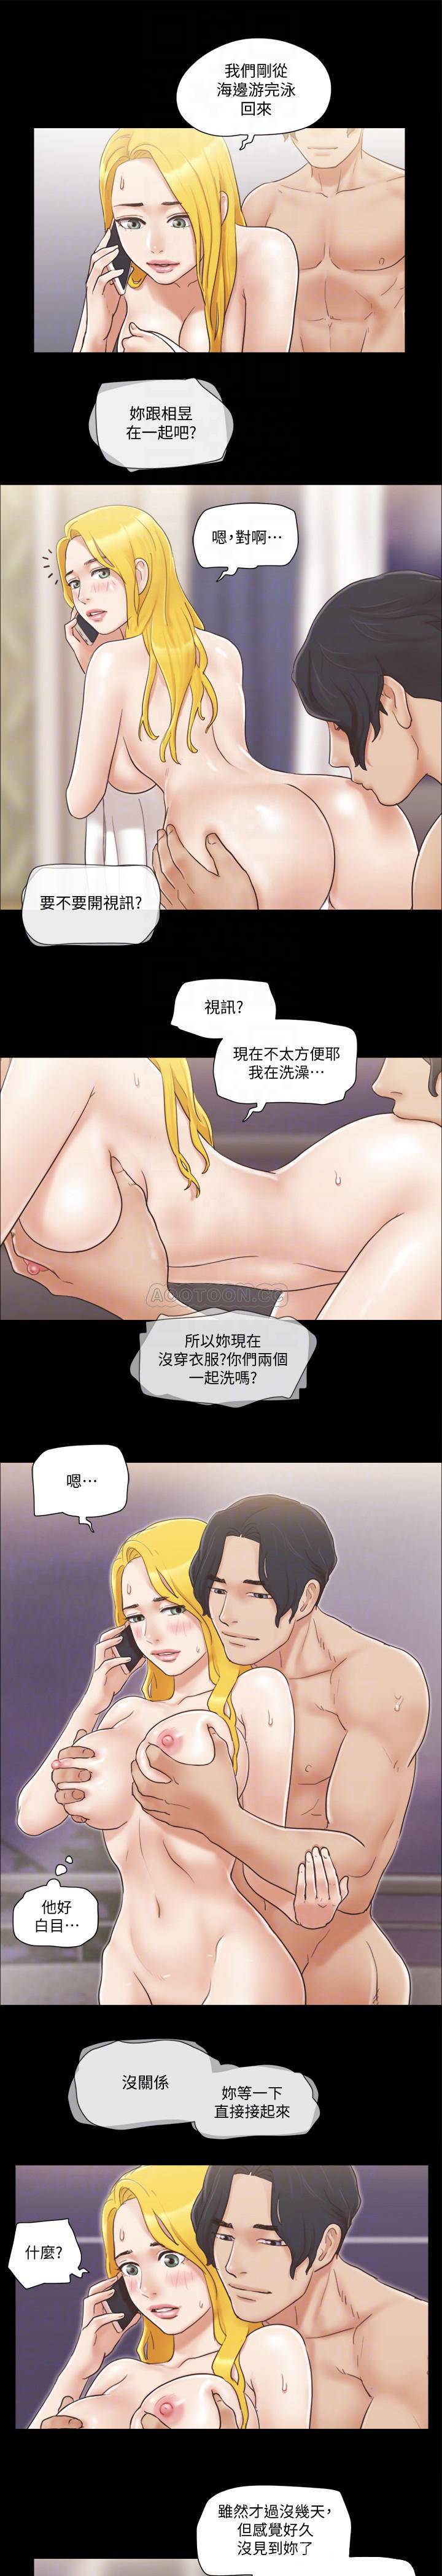 我們剛從
海邊游完泳
回來
妳跟相昱
在一起吧?
嗯,對啊…
要不要開視訊?
視訊?
現在不太方便耶
我在洗澡…
AGOTOON.CC
所以妳現在
沒穿衣服?你們兩個
一起洗嗎?
嗯…
他好
白目…
沒關係
妳等一下
直接接起來
什麼?
雖然才過沒幾天,
但感覺好久
沒見到妳了